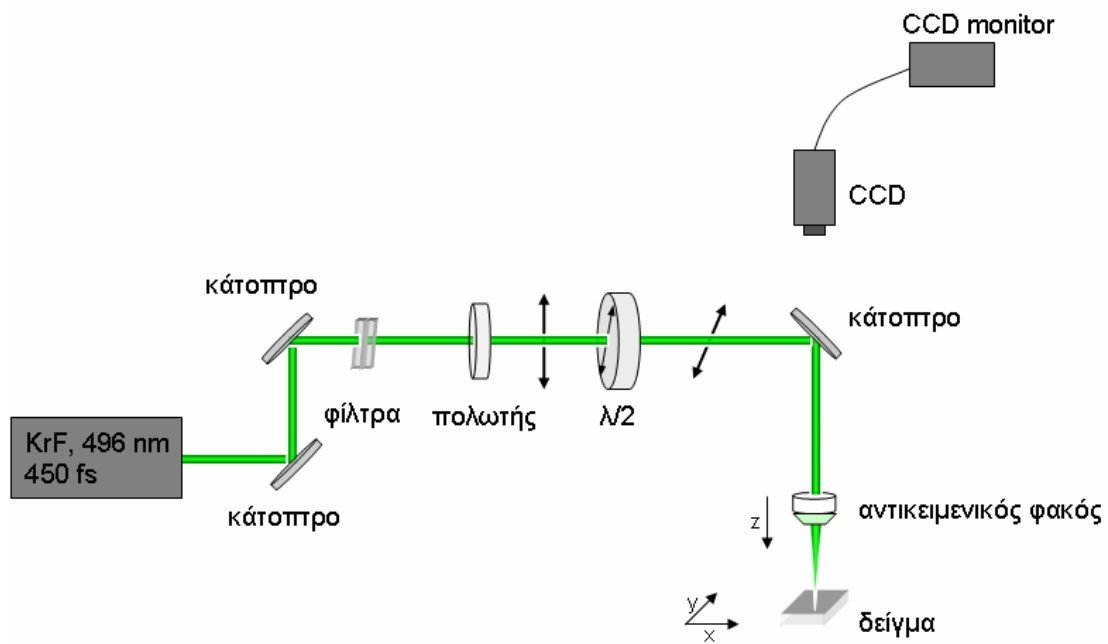 CCD monitor
CCD
κάτοπτρο
κάτοπτρο
φίλτρα
πολωτής
λ/2
KrF, 496 nm
450 fs
κάτοπτρο
z
αντικειμενικός φακός
y
x
δείγμα